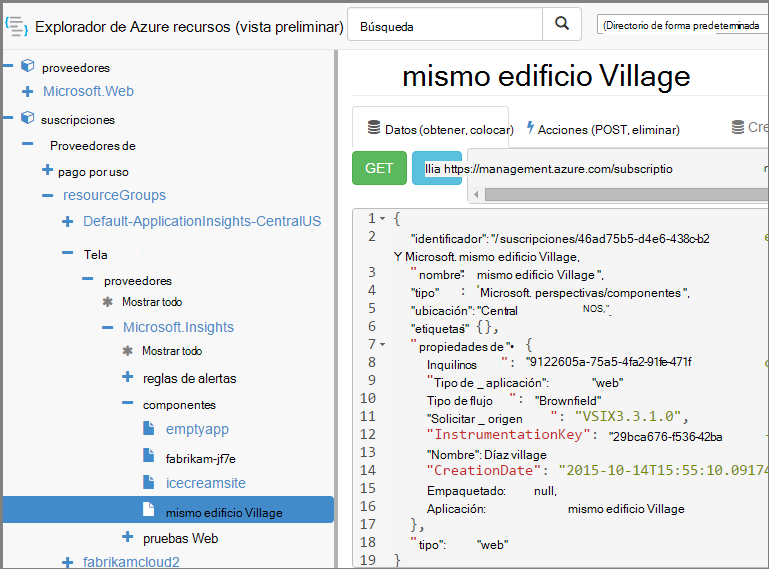 Explorador de Azure recursos (vista preliminar)
Búsqueda
(Directorio de forma predeterminada
proveedores
Microsoft.Web
suscripciones
Proveedores de
pago por uso
resourceGroups
Default-ApplicationInsights-CentralUS
Tela
proveedores
Mostrar todo
Microsoft.Insights
Mostrar todo
reglas de alertas
componentes
emptyapp
fabrikam-jf7e
icecreamsite
mismo edificio Village
pruebas Web
fabrikamcloud2
mismo edificio Village
Datos (obtener, colocar)
Acciones (POST, eliminar)
Cre
GET
llia https://management.azure.com/subscriptio
1 {
2 "identificador": "/ suscripciones/46ad75b5-d4e6-438c-b2
Y Microsoft. mismo edificio Village,
3 " nombre": mismo edificio Village ",
4 "tipo" : 'Microsoft. perspectivas/componentes ",
5 "ubicación": "Central NOS,"
6 "etiquetas" {},
7 " propiedades de "• {
8 Inquilinos ": "9122605a-75a5-4fa2-91fe-471f
9 "Tipo de _ aplicación": "web"
10 Tipo de flujo ": "Brownfield"
11 "Solicitar _ origen ": "VSIX3.3.1.0",
12 "InstrumentationKey": "29bca676-f536-42ba
13 "Nombre": Díaz village
14 "CreationDate": "2015-10-14T15:55:10.09174
15 Empaquetado: null,
16 Aplicación: mismo edificio Village
17 },
18 " tipo": "web"
19 }